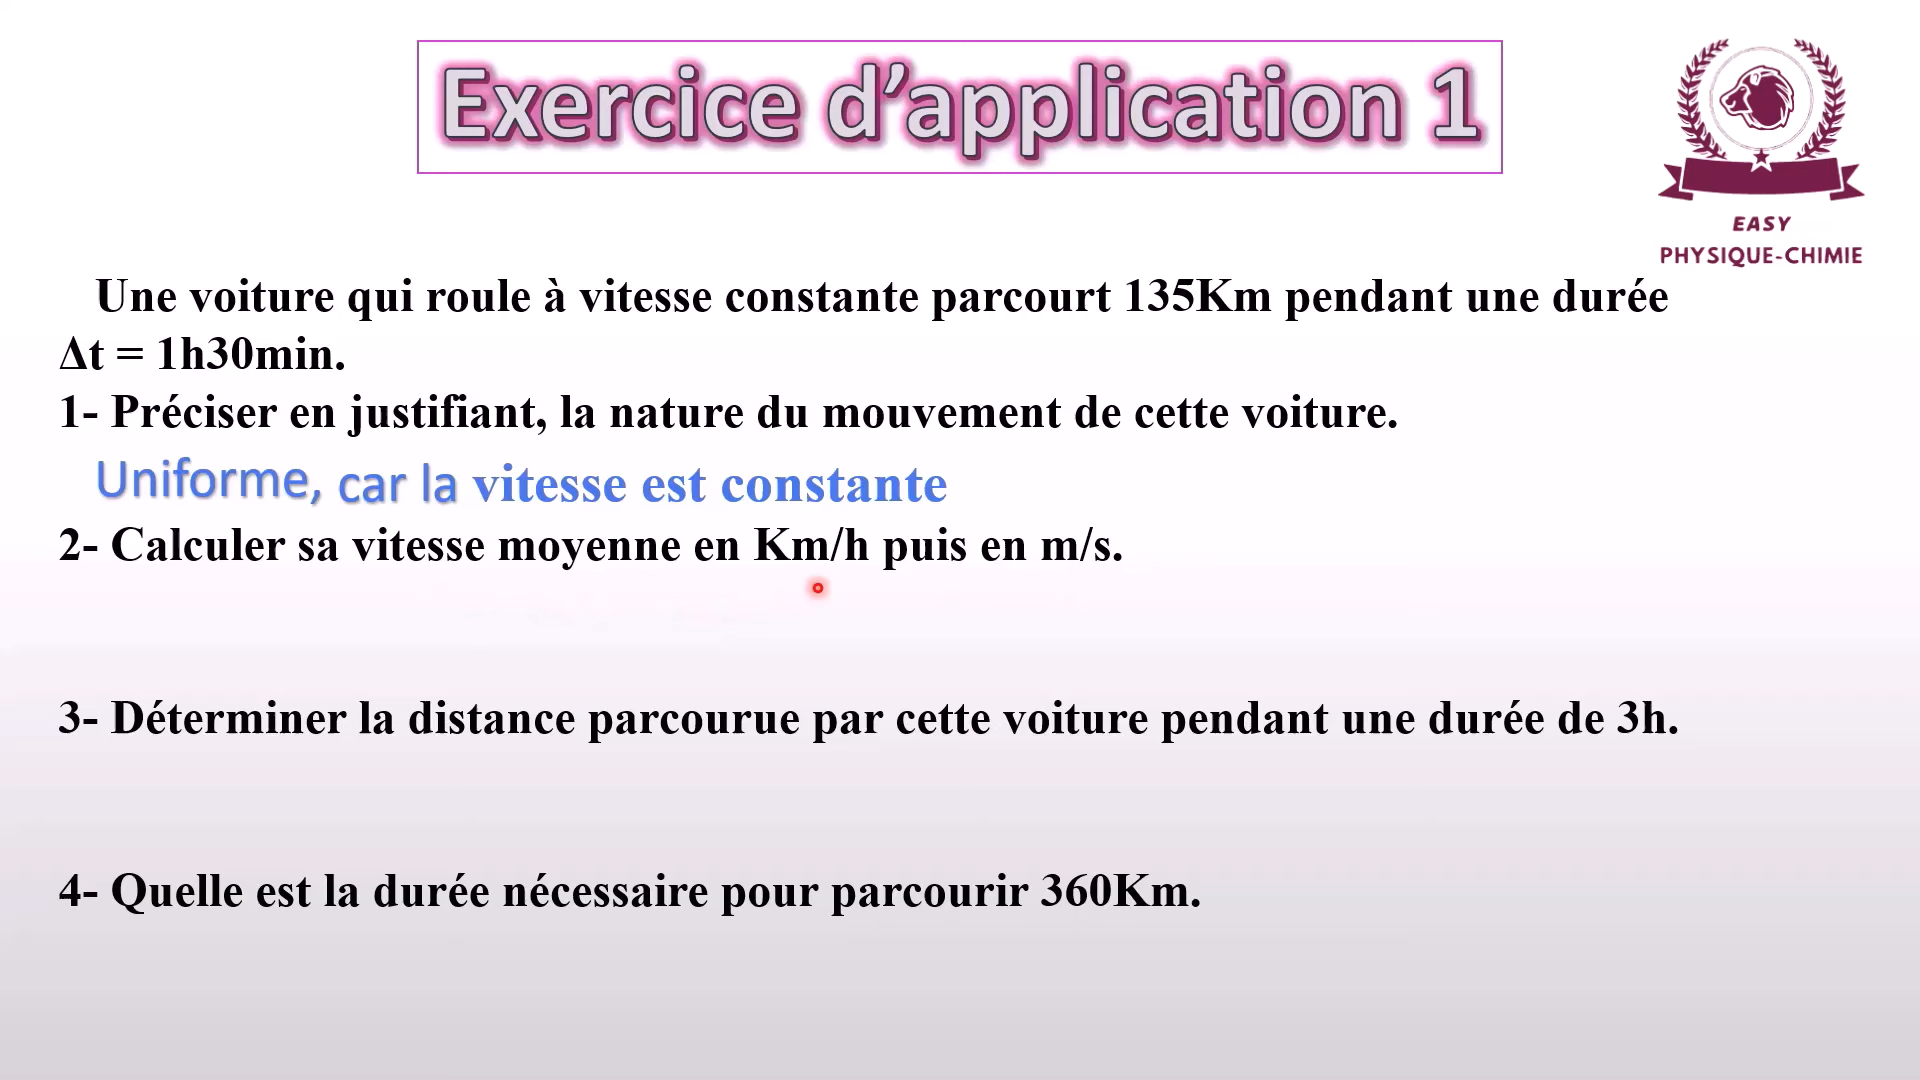 Exercice d’application 1
EASY
PHYSIQUE-CHIMIE
Une voiture qui roule à vitesse constante parcourt 135Km pendant une durée
Δt = 1h30min.
1- Préciser en justifiant, la nature du mouvement de cette voiture.
Uniforme, car la vitesse est constante
2- Calculer sa vitesse moyenne en Km/h puis en m/s.
3- Déterminer la distance parcourue par cette voiture pendant une durée de 3h.
4- Quelle est la durée nécessaire pour parcourir 360Km.